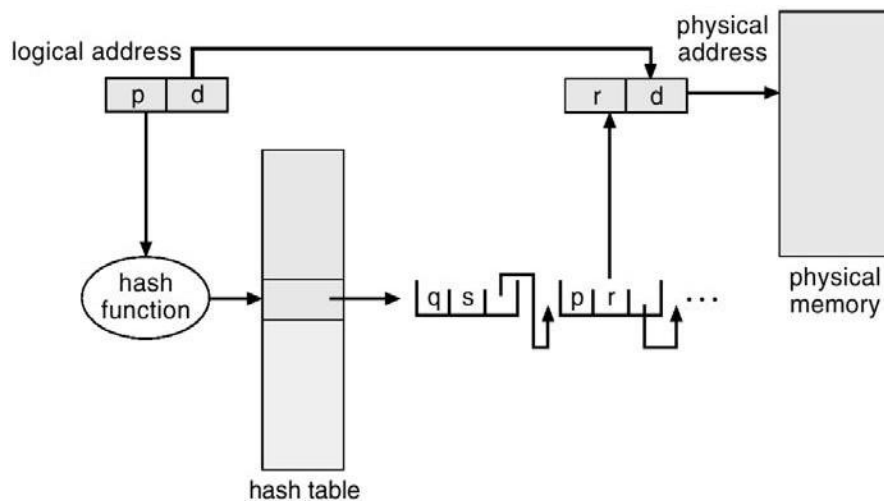 logical address
physical
address
p d
r d
hash
function
q s
p r
...
physical
memory
hash table